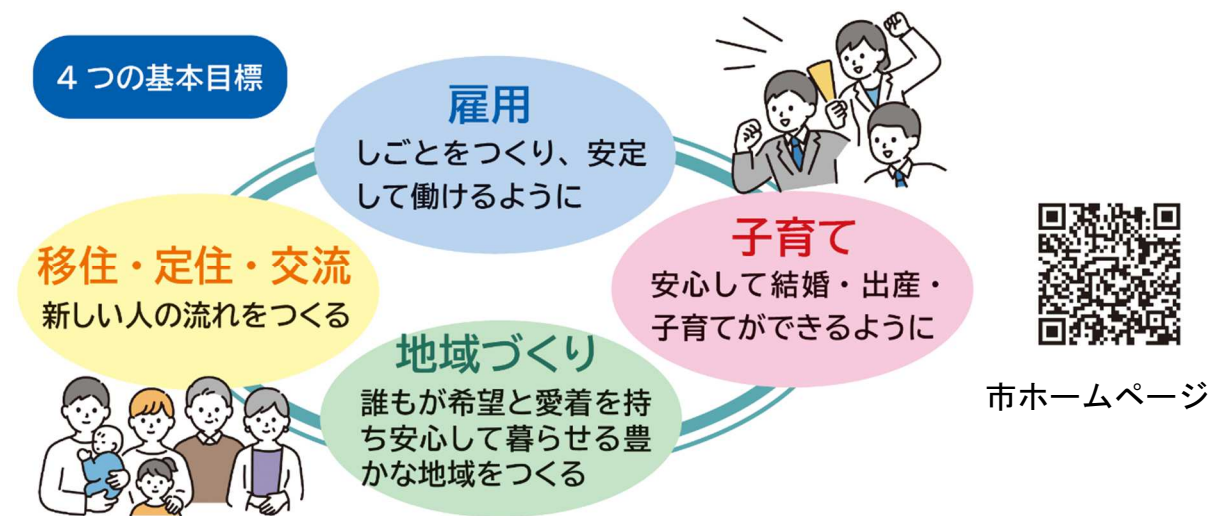 4つの基本目標
雇用
しごとをつくり、安定
して働けるように
子育て
安心して結婚・出産・
子育てができるように
移住・定住・交流
新しい人の流れをつくる
地域づくり
誰もが希望と愛着を持
ち安心して暮らせる豊
かな地域をつくる
市ホームページ